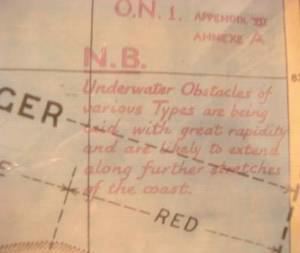 O.N. 1. APPENDIX VII
ANNEXE A
N.B.
Underwater Obstacles of
various Types are being
laid with great rapidity
and are likely to extend
along further stretches
of the coast.
GER
RED